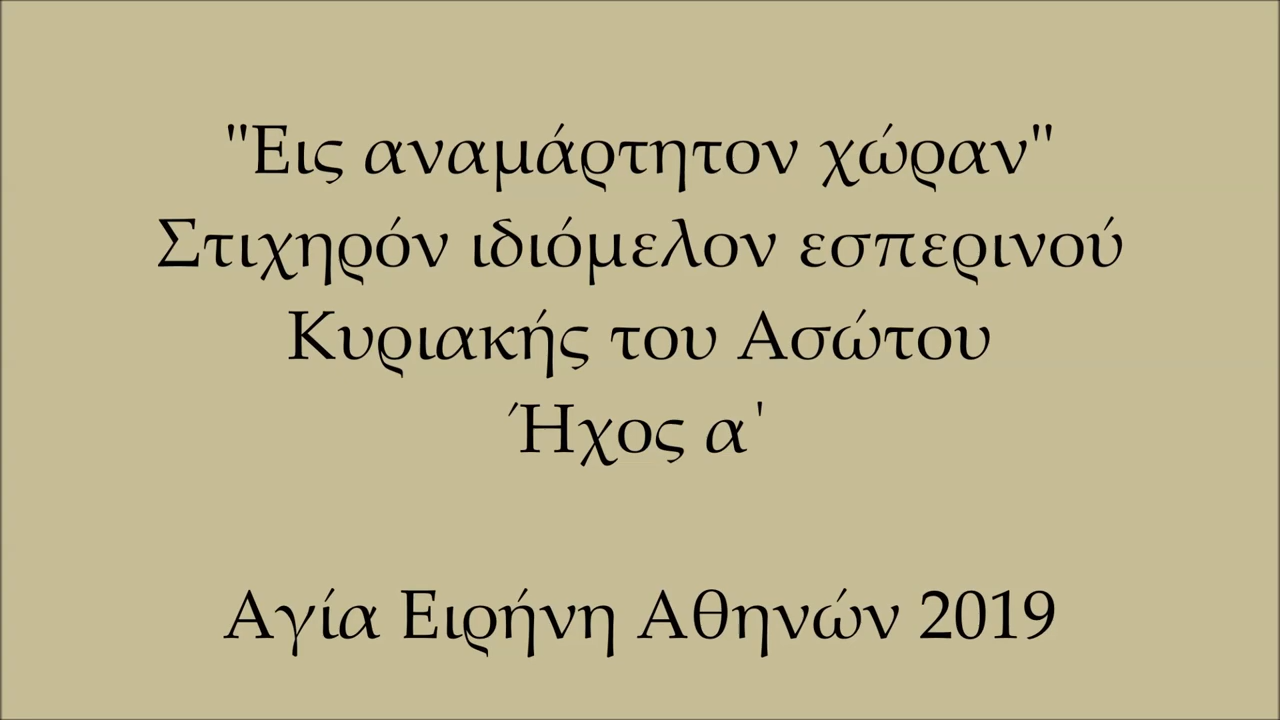 "Εις αναμάρτητον χώραν"
Στιχηρόν ιδιόμελον εσπερινού
Κυριακής του Ασώτου
Ήχος α'
Αγία Ειρήνη Αθηνών 2019